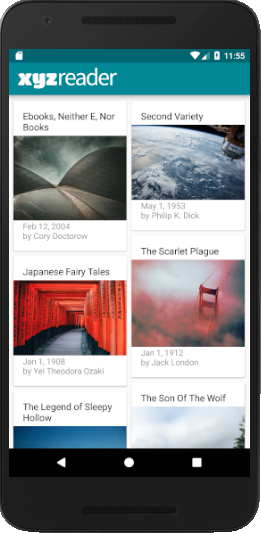 11:55
xyzreader
Ebooks, Neither E, Nor
Books
Feb 12, 2004
by Cory Doctorow
Second Variety
May 1, 1953
by Philip K. Dick
Japanese Fairy Tales
Jan 1, 1908
by Yei Theodora Ozaki
The Scarlet Plague
Jan 1, 1912
by Jack London
The Legend of Sleepy
Hollow
The Son Of The Wolf